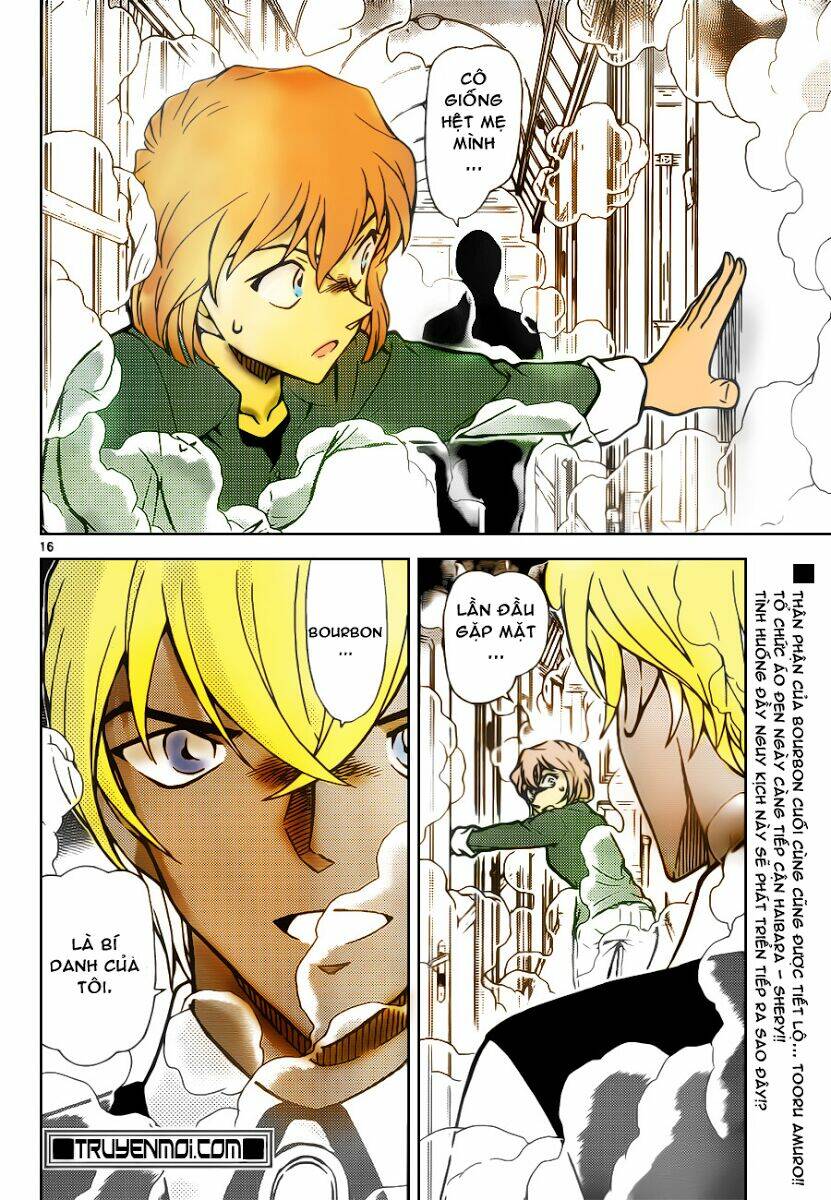 CÔ
GIỐNG
HỆT MẸ
MÌNH
...
16
LẦN ĐẦU
GẶP MẶT
...
BOURBON
...
LÀ BÍ
DANH CỦA
TÔI.
THÂN PHẬN CỦA BOURBON CUỐI CÙNG CŨNG ĐƯỢC TIẾT LỘ... TOORU AMURO!!
TỔ CHỨC ÁO ĐEN NGÀY CÀNG TIẾP CẬN HAIBARA - SHERY!!
TÌNH HUỐNG ĐẦY NGUY KỊCH NÀY SẼ PHÁT TRIỂN TIẾP RA SAO ĐÂY!?
TRUYENMOI.COM